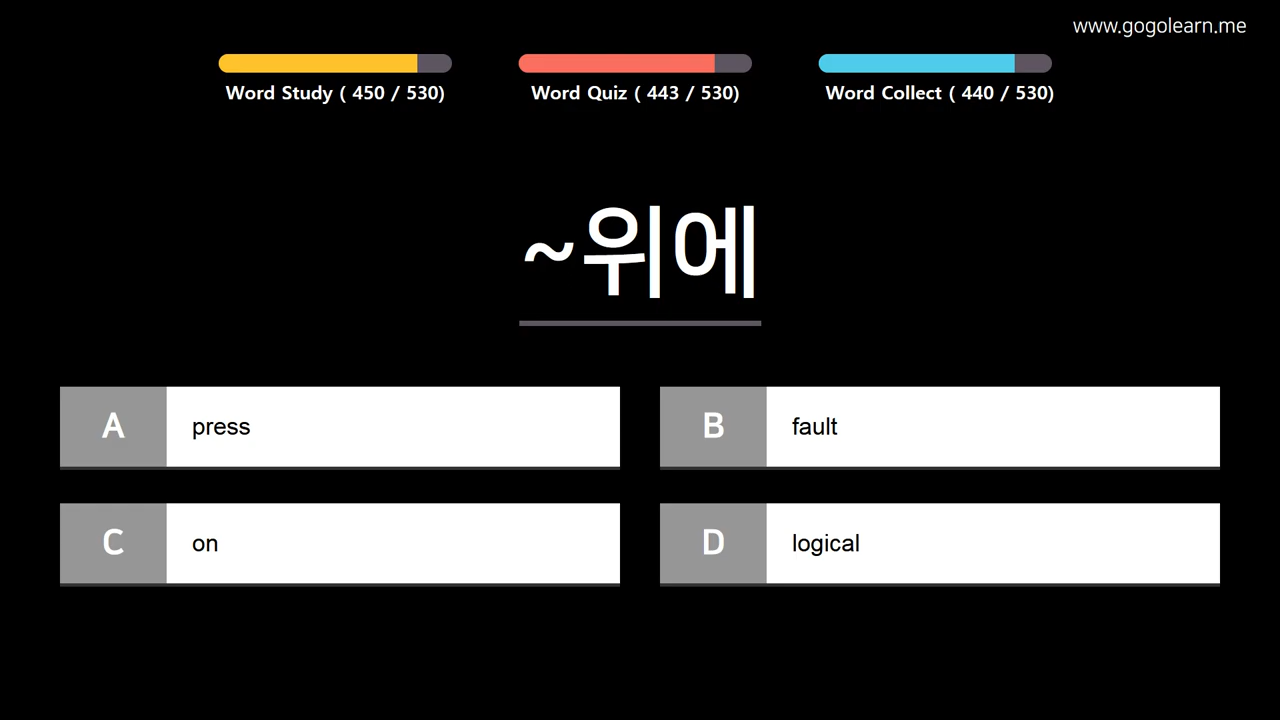 www.gogolearn.me
Word Study ( 450 / 530)
Word Quiz ( 443 / 530)
Word Collect ( 440 / 530)
~위에
A press
B fault
C on
D logical